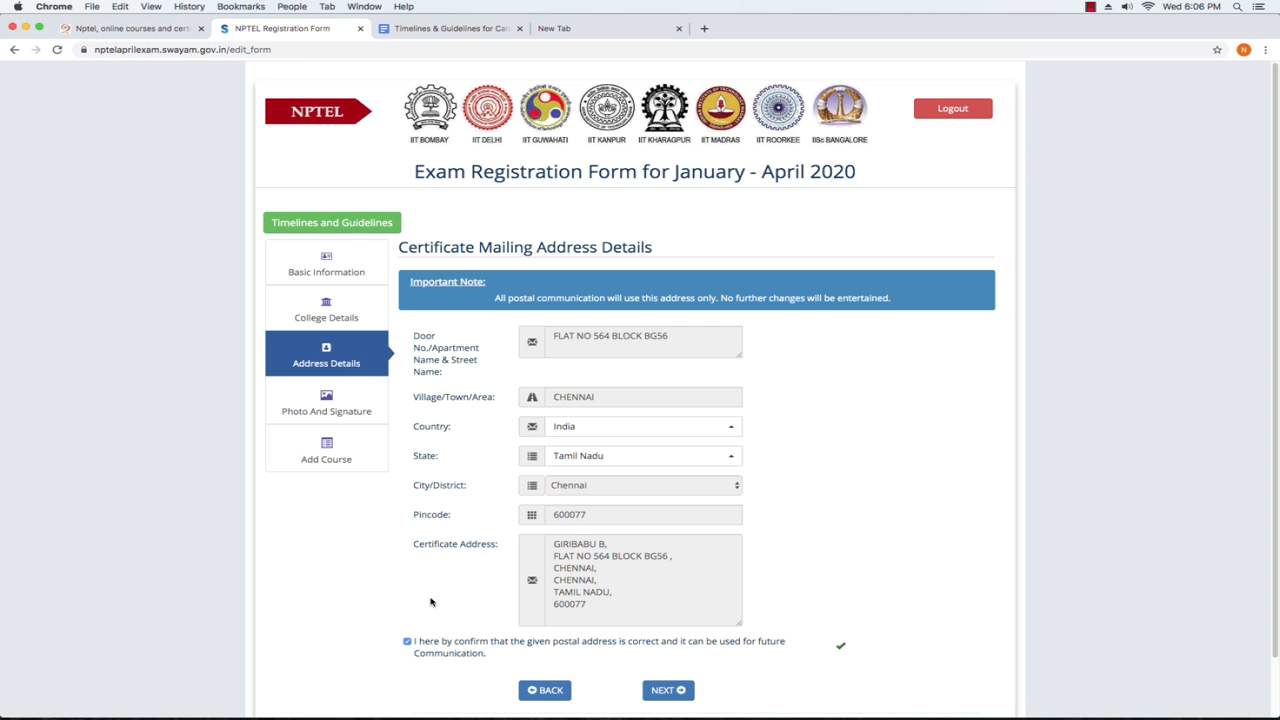 Chrome File Edit View History Bookmarks People Tab Window Help Wed 6:06 PM
Nptel, online courses and certi NPTEL Registration Form Timelines & Guidelines for Can New Tab
nptelaprilexam.swayam.gov.in/edit_form N
NPTEL
Logout
IIT BOMBAY IIT DELHI IIT GUWAHATI IIT KANPUR IIT KHARAGPUR IIT MADRAS IIT ROORKEE IISc BANGALORE
Exam Registration Form for January - April 2020
Timelines and Guidelines
Basic Information
College Details
Address Details
Photo And Signature
Add Course
Certificate Mailing Address Details
Important Note:
All postal communication will use this address only. No further changes will be entertained.
Door
No./Apartment
Name & Street
Name:
FLAT NO 564 BLOCK BG56
Village/Town/Area: CHENNAI
Country: India
State: Tamil Nadu
City/District: Chennai
Pincode: 600077
Certificate Address:
GIRIBABU B,
FLAT NO 564 BLOCK BG56 ,
CHENNAI,
CHENNAI,
TAMIL NADU,
600077
I here by confirm that the given postal address is correct and it can be used for future
Communication.
BACK NEXT